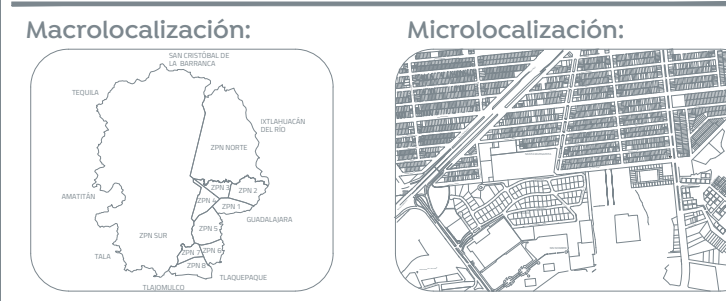 Macrolocalización:
Microlocalización:
SAN CRISTÓBAL DE
LA BARRANCA
TEQUILA
IXTLAHUACÁN
DEL RÍO
ZPN NORTE
ZPN 3
ZPN 2
AMATITÁN
ZPN 4
ZPN 1
GUADALAJARA
ZPN 5
ZPN SUR
ZPN 7
ZPN 6
TALA
ZPN 8
TLAQUEPAQUE
TLAJOMULCO